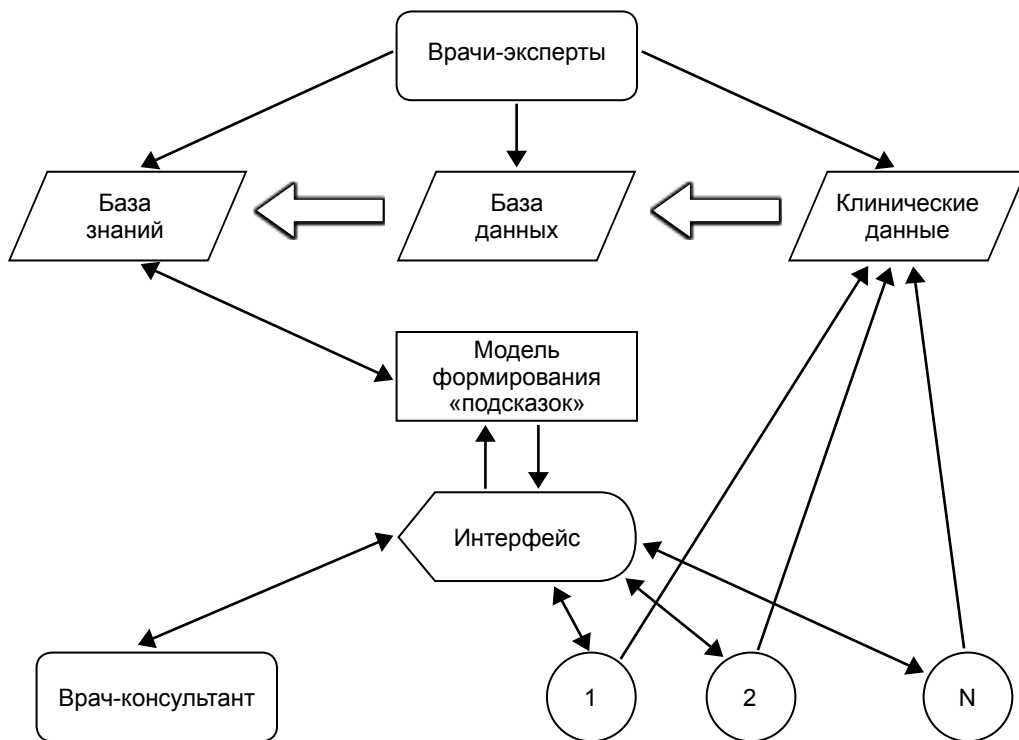 Врачи-эксперты
База
знаний
База
данных
Клинические
данные
Модель
формирования
«подсказок»
Интерфейс
Врач-консультант
1
2
N